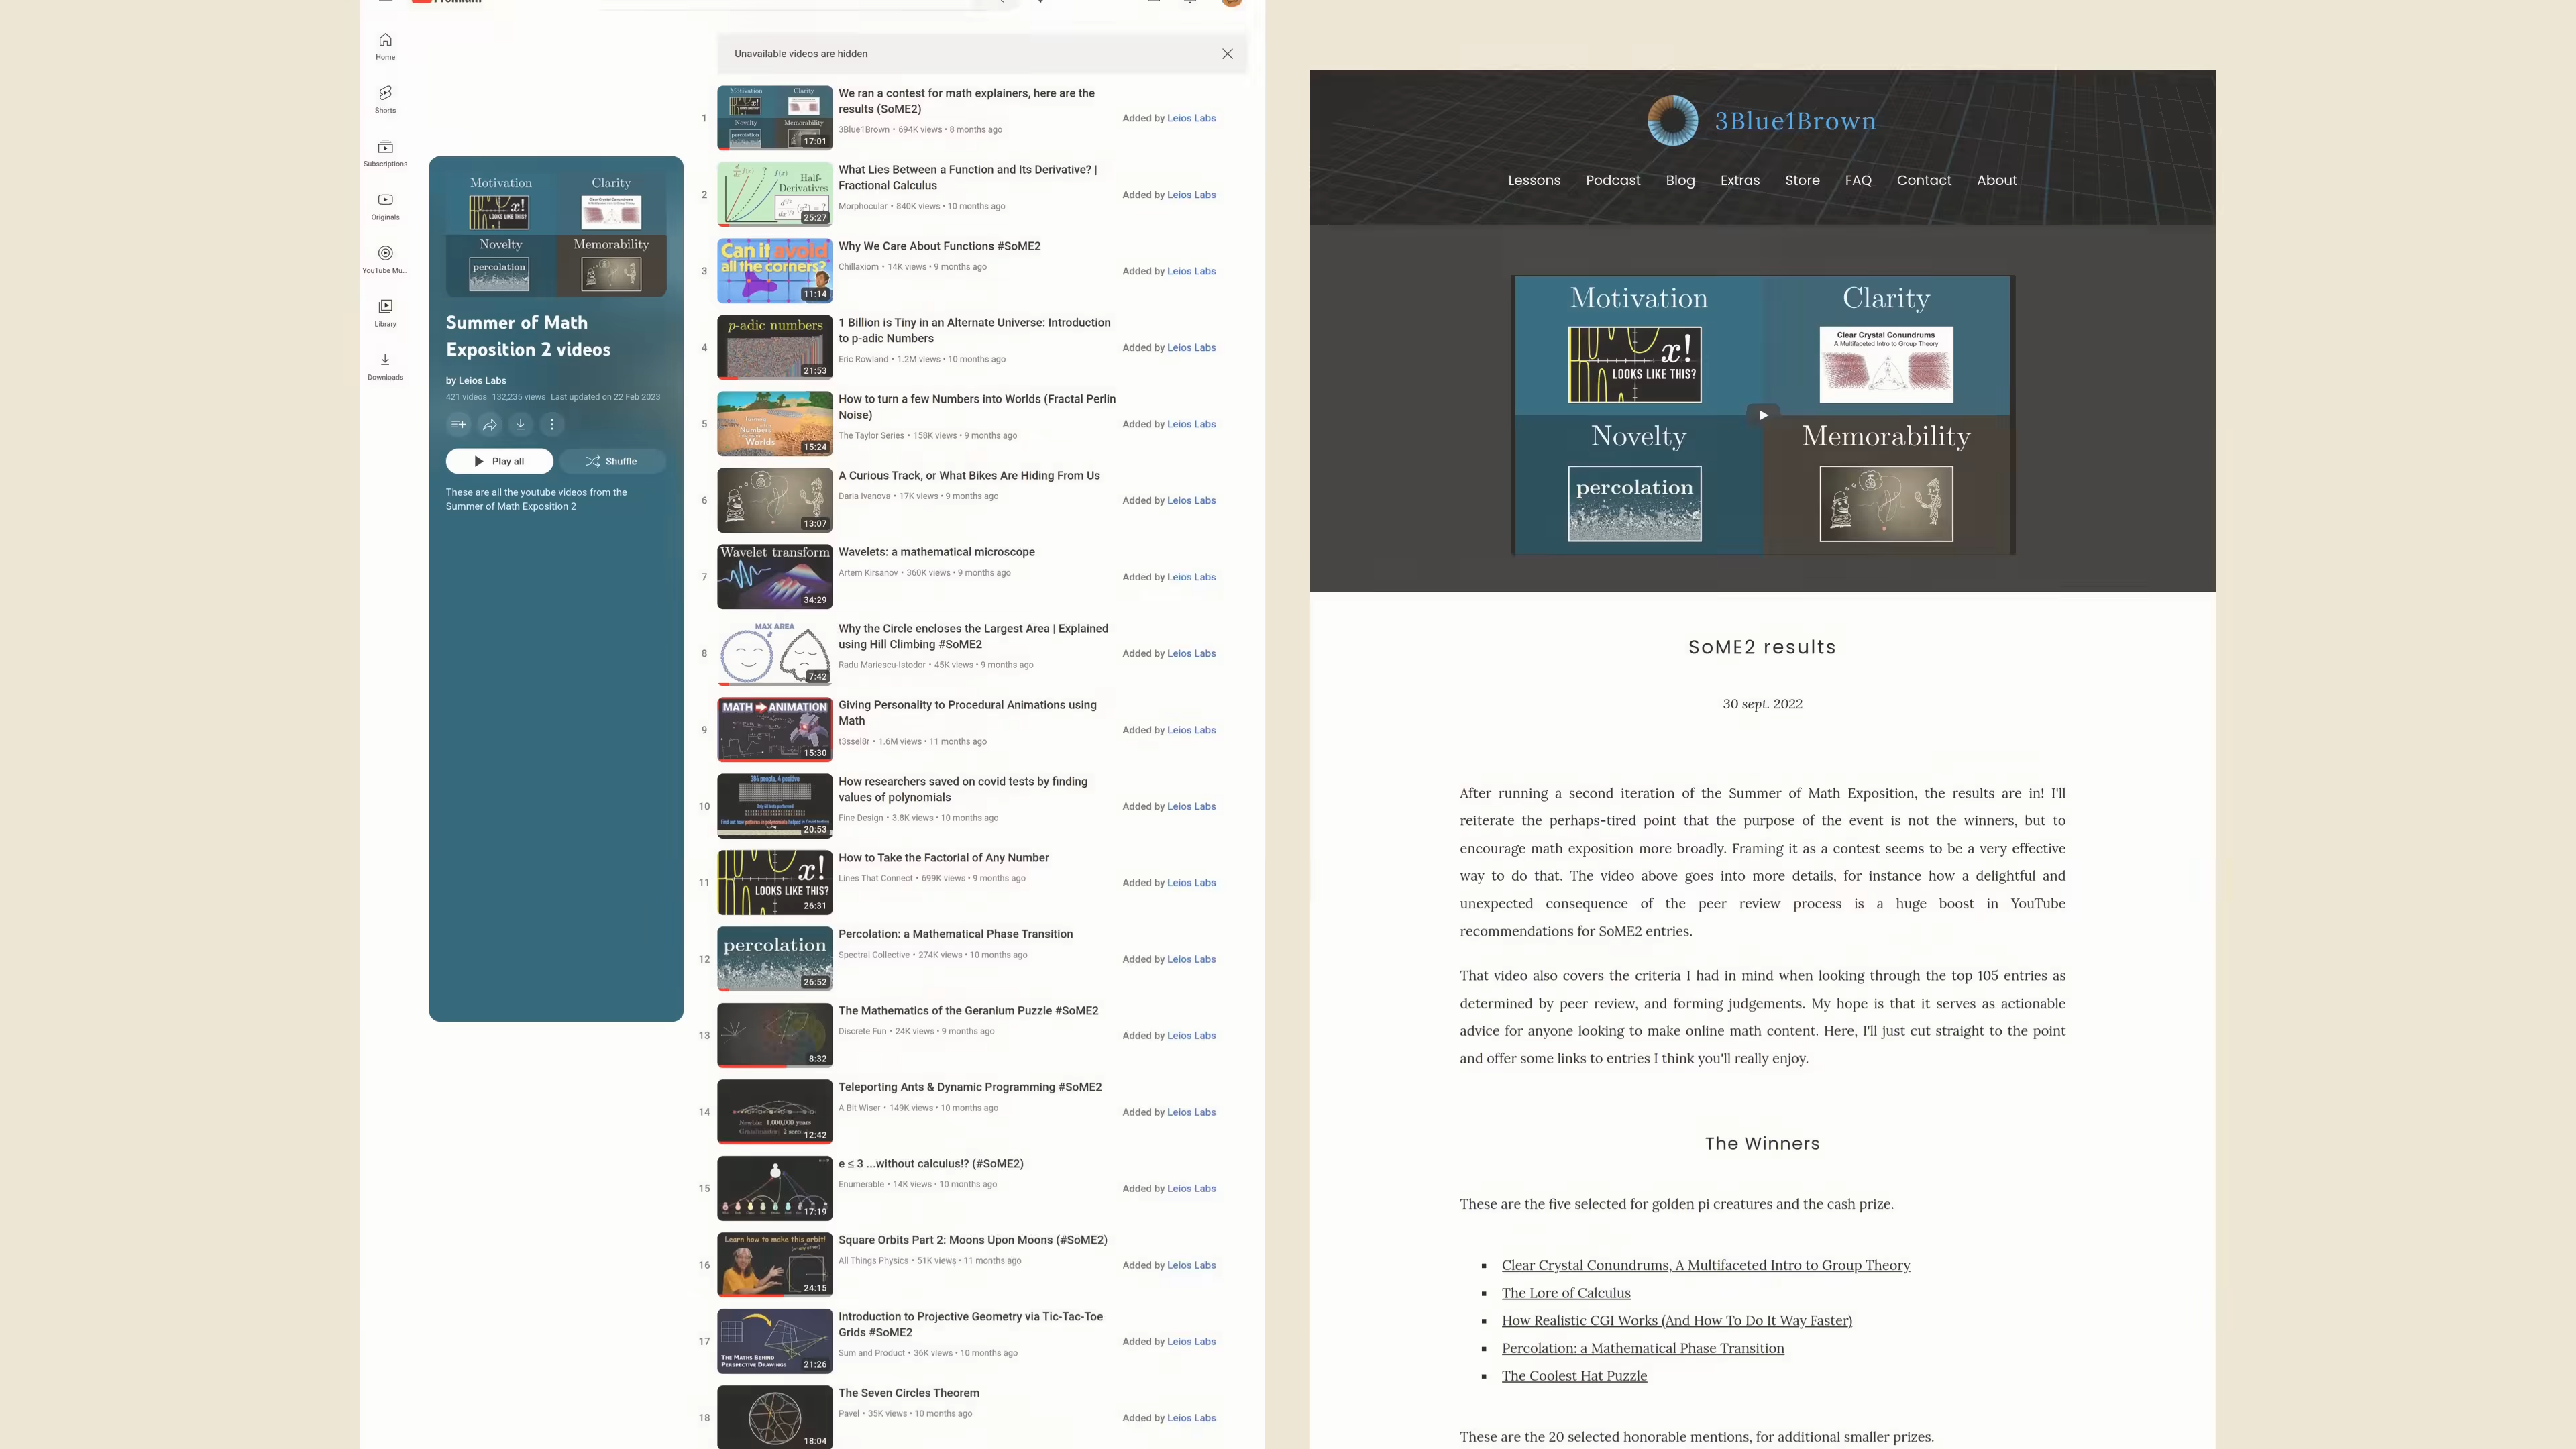 Premium
Home
Shorts
Subscriptions
Originals
YouTube Mu...
Library
Downloads
Motivation
Clarity
x!
LOOKS LIKE THIS?
Novelty
Memorability
percolation
Summer of Math
Exposition 2 videos
by Leios Labs
421 videos 132,235 views Last updated on 22 Feb 2023
Play all
Shuffle
These are all the youtube videos from the
Summer of Math Exposition 2
Unavailable videos are hidden
1
Motivation
Clarity
Novelty
Memorability
percolation
17:01
We ran a contest for math explainers, here are the
results (SoME2)
3Blue1Brown • 694K views • 8 months ago
Added by Leios Labs
2
Half-
Derivatives
25:27
What Lies Between a Function and Its Derivative? |
Fractional Calculus
Morphocular • 840K views • 10 months ago
Added by Leios Labs
3
Can it avoid
all the corners?
11:14
Why We Care About Functions #SoME2
Chillaxiom • 14K views • 9 months ago
Added by Leios Labs
4
p-adic numbers
21:53
1 Billion is Tiny in an Alternate Universe: Introduction
to p-adic Numbers
Eric Rowland • 1.2M views • 10 months ago
Added by Leios Labs
5
Turning
Numbers
Worlds
15:24
How to turn a few Numbers into Worlds (Fractal Perlin
Noise)
The Taylor Series • 158K views • 9 months ago
Added by Leios Labs
6
13:07
A Curious Track, or What Bikes Are Hiding From Us
Daria Ivanova • 17K views • 9 months ago
Added by Leios Labs
7
Wavelet transform
34:29
Wavelets: a mathematical microscope
Artem Kirsanov • 360K views • 9 months ago
Added by Leios Labs
8
MAX AREA
7:42
Why the Circle encloses the Largest Area | Explained
using Hill Climbing #SoME2
Radu Mariescu-Istodor • 45K views • 9 months ago
Added by Leios Labs
9
MATH ANIMATION
15:30
Giving Personality to Procedural Animations using
Math
t3ssel8r • 1.6M views • 11 months ago
Added by Leios Labs
10
384 people, 4 positive
20:53
How researchers saved on covid tests by finding
values of polynomials
Fine Design • 3.8K views • 10 months ago
Added by Leios Labs
11
x!
LOOKS LIKE THIS?
26:31
How to Take the Factorial of Any Number
Lines That Connect • 699K views • 9 months ago
Added by Leios Labs
12
percolation
26:52
Percolation: a Mathematical Phase Transition
Spectral Collective • 274K views • 10 months ago
Added by Leios Labs
13
8:32
The Mathematics of the Geranium Puzzle #SoME2
Discrete Fun • 24K views • 9 months ago
Added by Leios Labs
14
Newbie: 1,000,000 years
Grandmaster: 2 seco
12:42
Teleporting Ants & Dynamic Programming #SoME2
A Bit Wiser • 149K views • 10 months ago
Added by Leios Labs
15
17:19
e ≤ 3 ...without calculus!? (#SoME2)
Enumerable • 14K views • 10 months ago
Added by Leios Labs
16
Learn how to make this orbit!
(or any other)
24:15
Square Orbits Part 2: Moons Upon Moons (#SoME2)
All Things Physics • 51K views • 11 months ago
Added by Leios Labs
17
THE MATHS BEHIND
PERSPECTIVE DRAWINGS
21:26
Introduction to Projective Geometry via Tic-Tac-Toe
Grids #SoME2
Sum and Product • 36K views • 10 months ago
Added by Leios Labs
18
18:04
The Seven Circles Theorem
Pavel • 35K views • 10 months ago
Added by Leios Labs
3Blue1Brown
Lessons Podcast Blog Extras Store FAQ Contact About
Motivation
Clarity
x!
LOOKS LIKE THIS?
Clear Crystal Conundrums
A Multifaceted Intro to Group Theory
Novelty
Memorability
percolation
SoME2 results
30 sept. 2022
After running a second iteration of the Summer of Math Exposition, the results are in! I'll
reiterate the perhaps-tired point that the purpose of the event is not the winners, but to
encourage math exposition more broadly. Framing it as a contest seems to be a very effective
way to do that. The video above goes into more details, for instance how a delightful and
unexpected consequence of the peer review process is a huge boost in YouTube
recommendations for SoME2 entries.
That video also covers the criteria I had in mind when looking through the top 105 entries as
determined by peer review, and forming judgements. My hope is that it serves as actionable
advice for anyone looking to make online math content. Here, I'll just cut straight to the point
and offer some links to entries I think you'll really enjoy.
The Winners
These are the five selected for golden pi creatures and the cash prize.
Clear Crystal Conundrums, A Multifaceted Intro to Group Theory
The Lore of Calculus
How Realistic CGI Works (And How To Do It Way Faster)
Percolation: a Mathematical Phase Transition
The Coolest Hat Puzzle
These are the 20 selected honorable mentions, for additional smaller prizes.